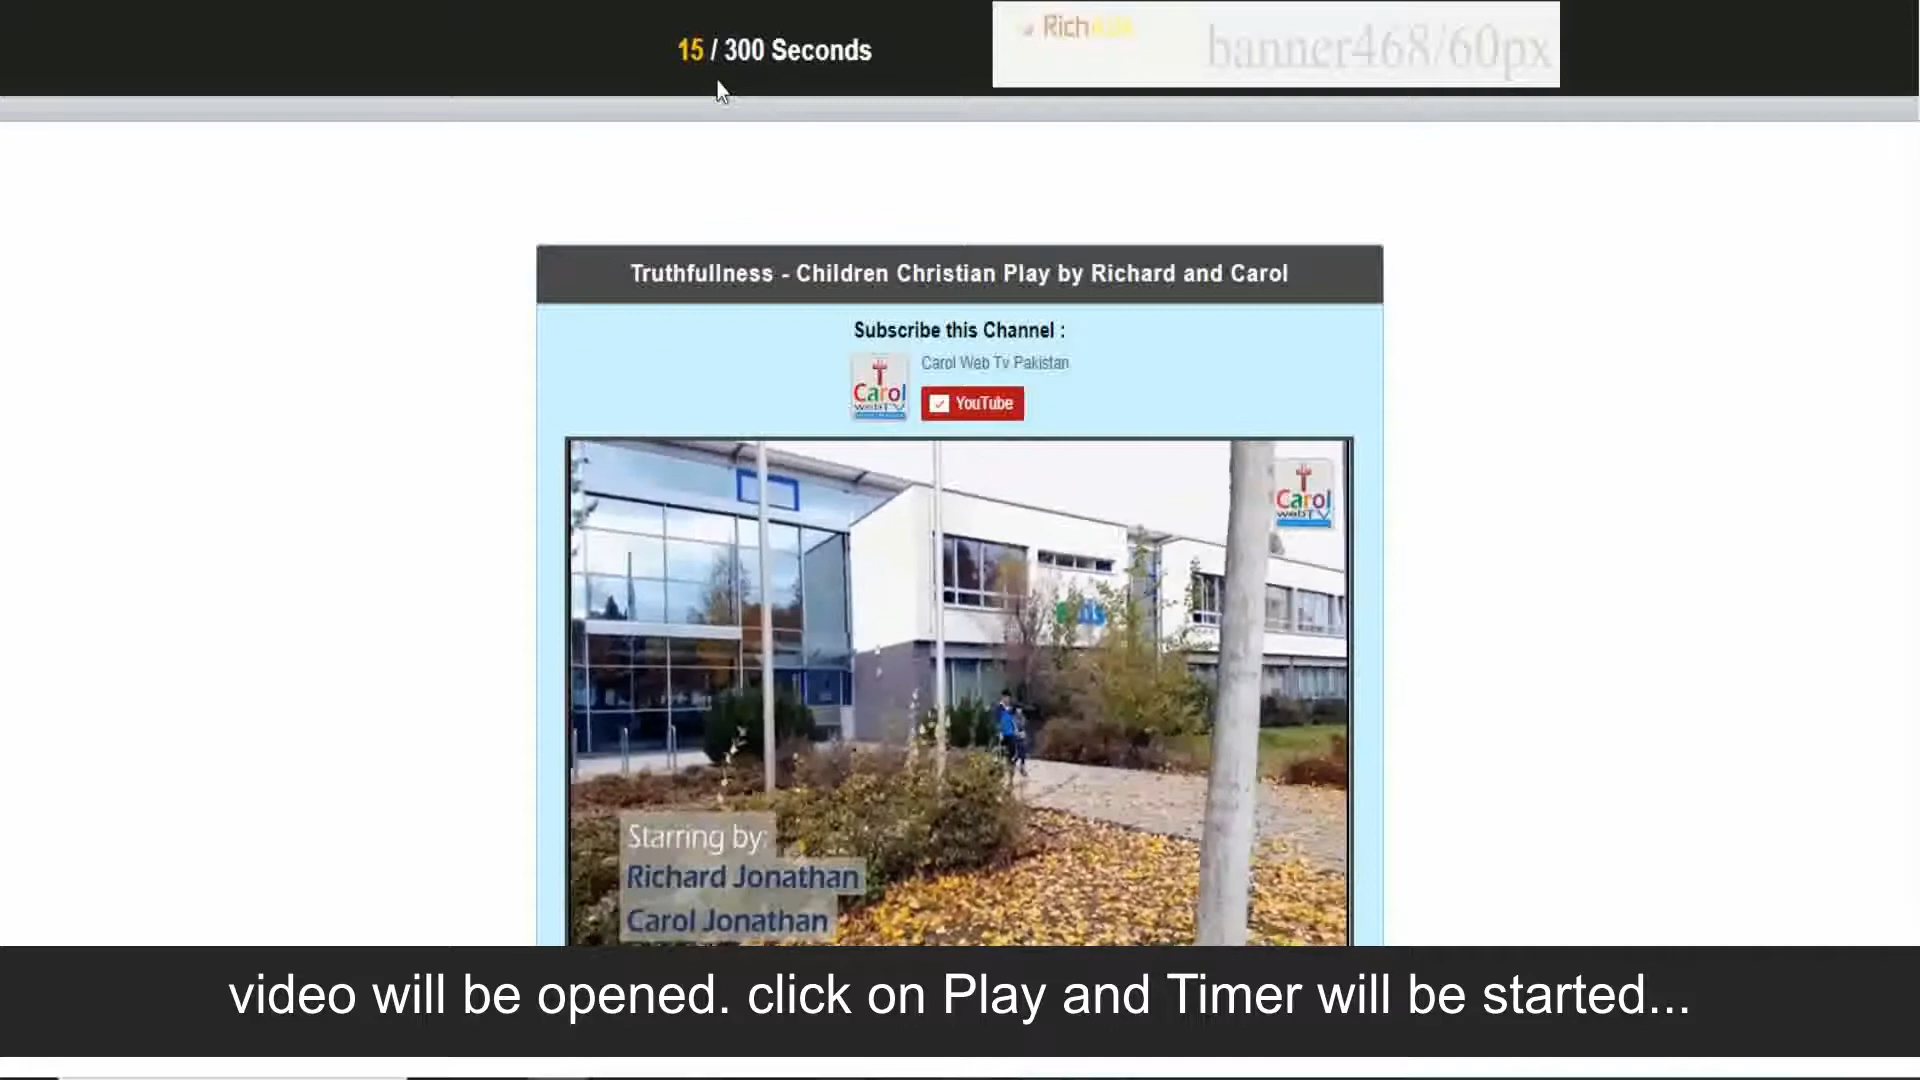 15 / 300 Seconds
Rich
banner468/60px
Truthfullness - Children Christian Play by Richard and Carol
Subscribe this Channel :
Carol Web Tv Pakistan
Carol
webTV
YouTube
Carol
webTV
Starring by:
Richard Jonathan
Carol Jonathan
video will be opened. click on Play and Timer will be started...